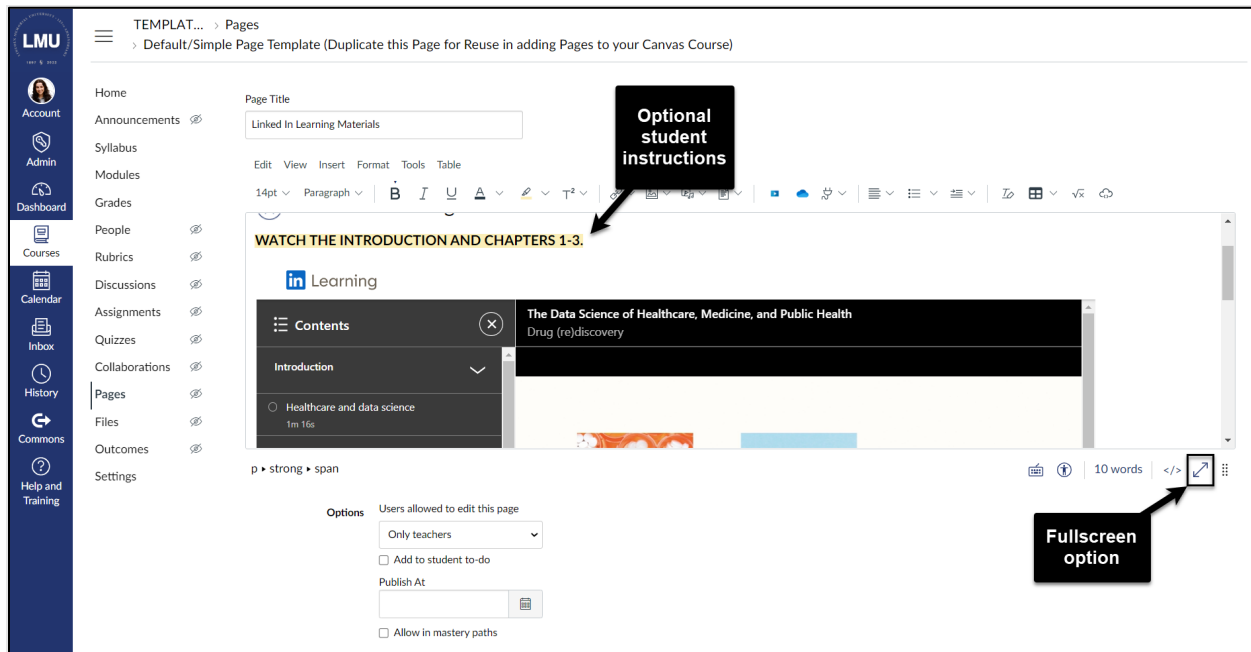 LMU
TEMPLAT... > Pages
> Default/Simple Page Template (Duplicate this Page for Reuse in adding Pages to your Canvas Course)
Account
Admin
Dashboard
Courses
Calendar
Inbox
History
Commons
Help and
Training
Home
Announcements
Syllabus
Modules
Grades
People
Rubrics
Discussions
Assignments
Quizzes
Collaborations
Pages
Files
Outcomes
Settings
Page Title
Linked In Learning Materials
Optional
student
instructions
Edit View Insert Format Tools Table
14pt Paragraph B I U A T²
WATCH THE INTRODUCTION AND CHAPTERS 1-3.
in Learning
Contents
Introduction
Healthcare and data science
1m 16s
The Data Science of Healthcare, Medicine, and Public Health
Drug (re)discovery
p ▸ strong ▸ span
10 words </>
Fullscreen
option
Options
Users allowed to edit this page
Only teachers
Add to student to-do
Publish At
Allow in mastery paths